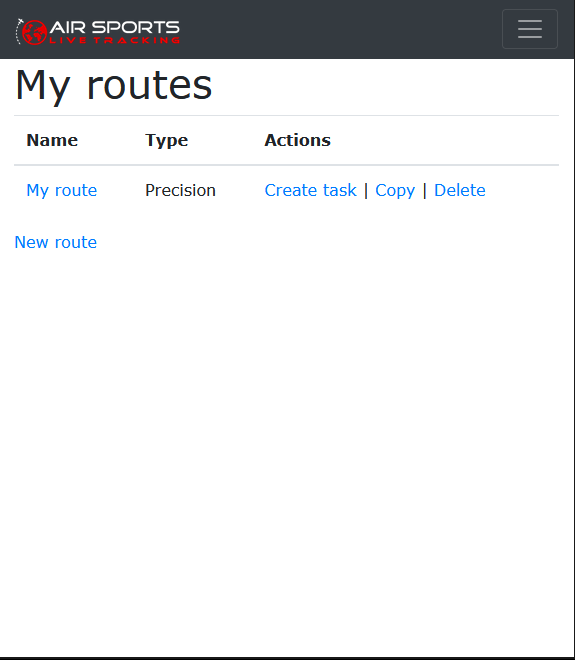 AIR SPORTS
LIVE TRACKING
My routes
Name Type Actions
My route Precision Create task | Copy | Delete
New route